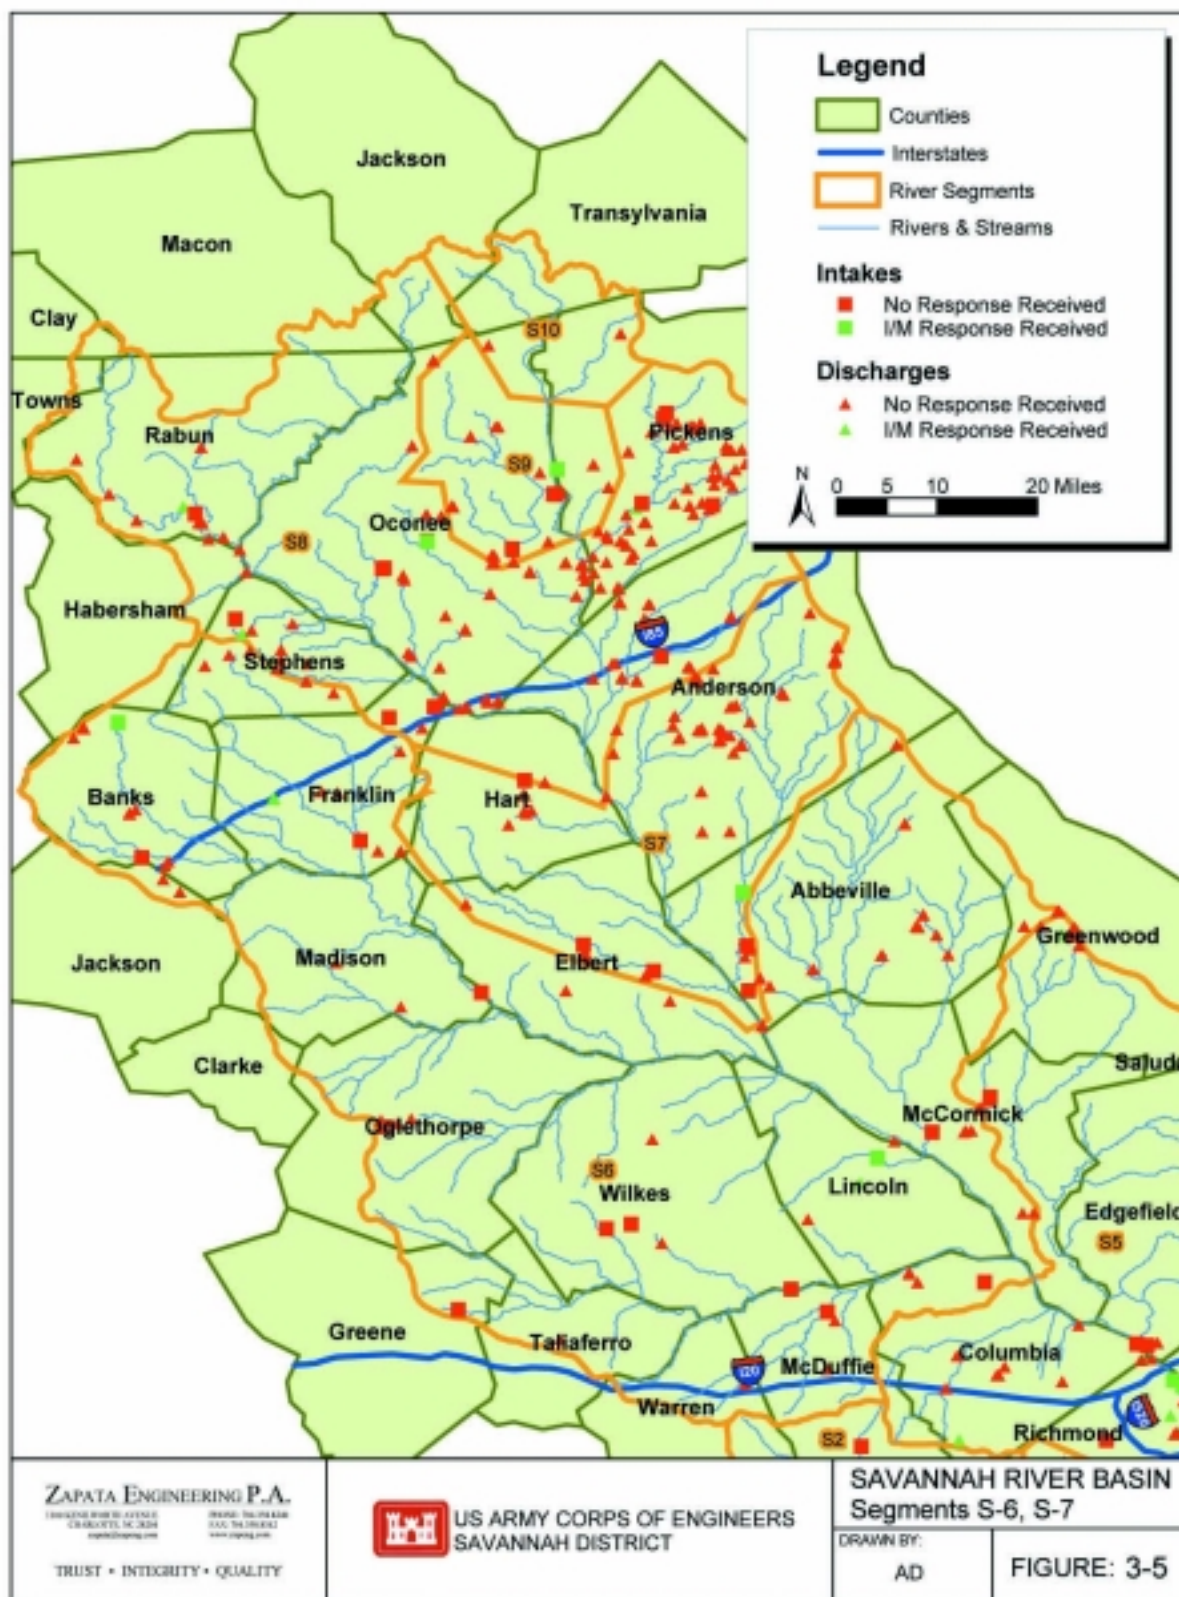 Legend
Counties
Interstates
River Segments
Rivers & Streams
Intakes
No Response Received
I/M Response Received
Discharges
No Response Received
I/M Response Received
N
0 5 10 20 Miles
Jackson
Transylvania
Macon
Clay
S10
Towns
Rabun
Pickens
S9
Oconee
S8
Habersham
I85
Stephens
Anderson
Banks
Franklin
Hart
S7
Abbeville
Greenwood
Jackson
Madison
Elbert
Clarke
Oglethorpe
McCormick
S6
Wilkes
Lincoln
Edgefield
S5
Greene
Taliaferro
McDuffie
Columbia
I20
Warren
Richmond
I520
S2
ZAPATA ENGINEERING P.A.
TRUST • INTEGRITY • QUALITY
US ARMY CORPS OF ENGINEERS
SAVANNAH DISTRICT
SAVANNAH RIVER BASIN
Segments S-6, S-7
DRAWN BY:
AD
FIGURE: 3-5